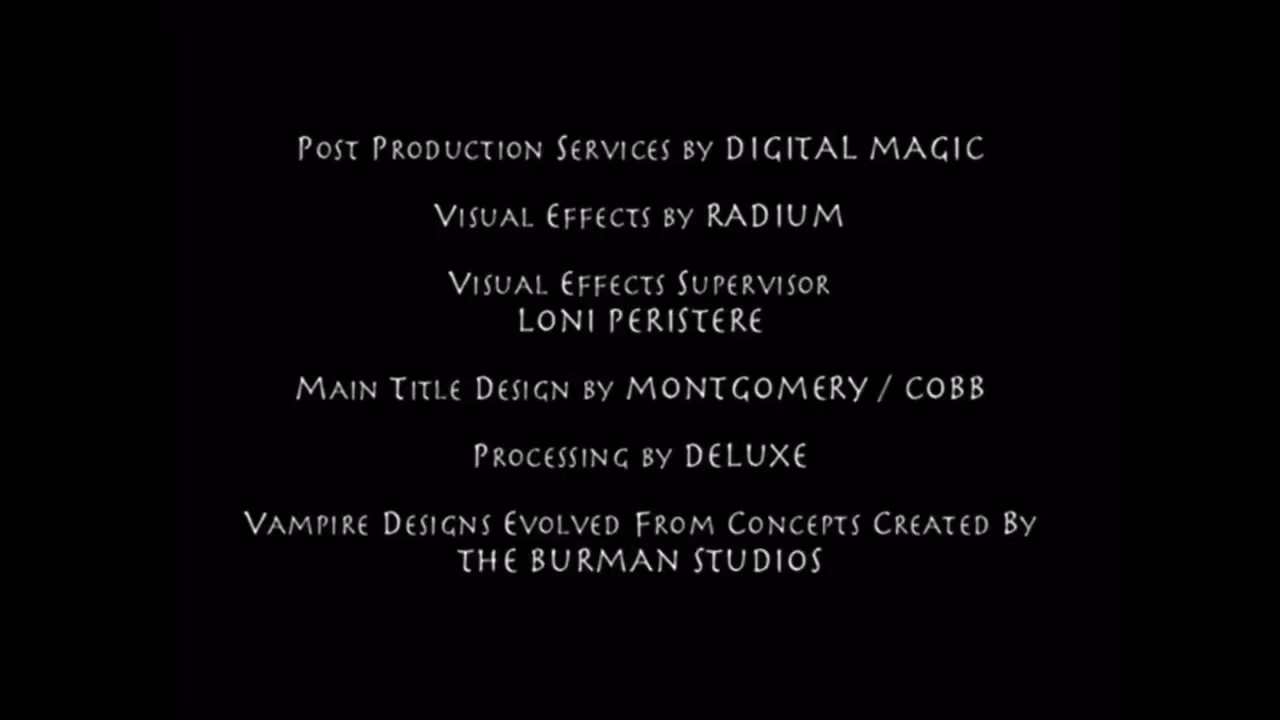 Post Production Services by DIGITAL MAGIC
Visual Effects by RADIUM
Visual Effects Supervisor
LONI PERISTERE
Main Title Design by MONTGOMERY / COBB
Processing by DELUXE
Vampire Designs Evolved From Concepts Created By
THE BURMAN STUDIOS